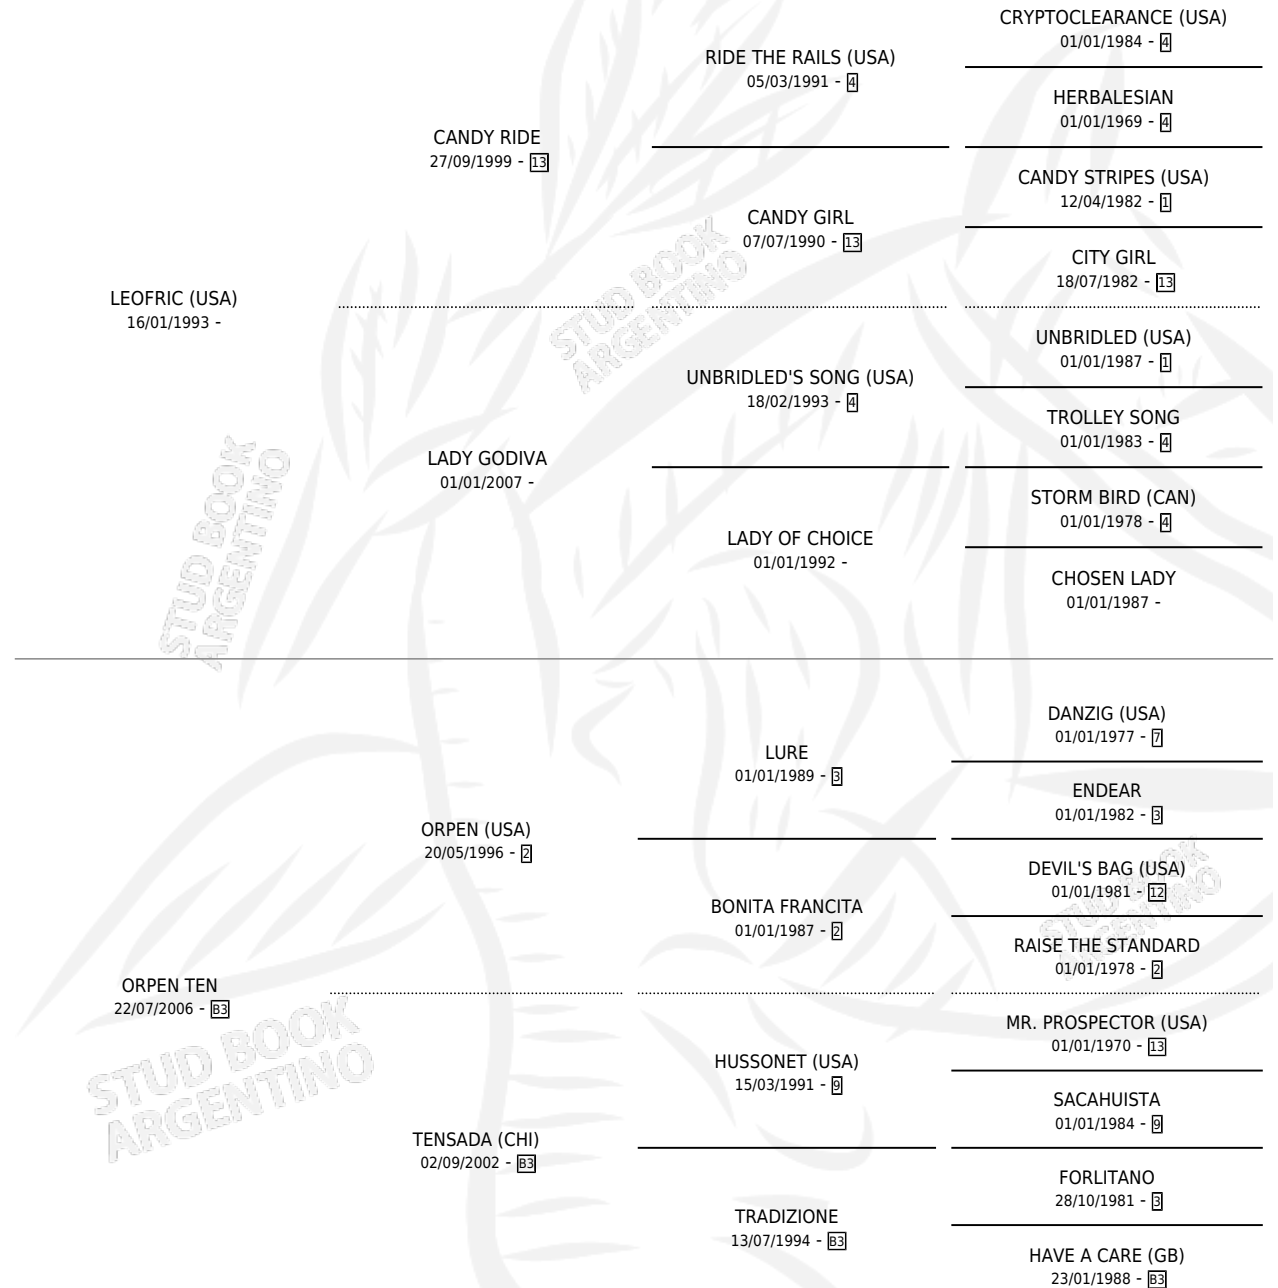 CRYPTOCLEARANCE (USA)
01/01/1984 - 4
RIDE THE RAILS (USA)
05/03/1991 - 4
HERBALESIAN
01/01/1969 - 4
CANDY RIDE
27/09/1999 - 13
CANDY STRIPES (USA)
12/04/1982 - 1
CANDY GIRL
07/07/1990 - 13
CITY GIRL
18/07/1982 - 13
LEOFRIC (USA)
16/01/1993 -
UNBRIDLED (USA)
01/01/1987 - 1
UNBRIDLED'S SONG (USA)
18/02/1993 - 4
TROLLEY SONG
01/01/1983 - 4
LADY GODIVA
01/01/2007 -
STORM BIRD (CAN)
01/01/1978 - 4
LADY OF CHOICE
01/01/1992 -
CHOSEN LADY
01/01/1987 -
DANZIG (USA)
01/01/1977 - 7
LURE
01/01/1989 - 3
ENDEAR
01/01/1982 - 3
ORPEN (USA)
20/05/1996 - 2
DEVIL'S BAG (USA)
01/01/1981 - 12
BONITA FRANCITA
01/01/1987 - 2
RAISE THE STANDARD
01/01/1978 - 2
ORPEN TEN
22/07/2006 - B3
MR. PROSPECTOR (USA)
01/01/1970 - 13
HUSSONET (USA)
15/03/1991 - 9
SACAHUISTA
01/01/1984 - 9
TENSADA (CHI)
02/09/2002 - B3
FORLITANO
28/10/1981 - 3
TRADIZIONE
13/07/1994 - B3
HAVE A CARE (GB)
23/01/1988 - B3
STUD BOOK
ARGENTINO
STUD BOOK
ARGENTINO
STUD BOOK
ARGENTINO
STUD BOOK
ARGENTINO